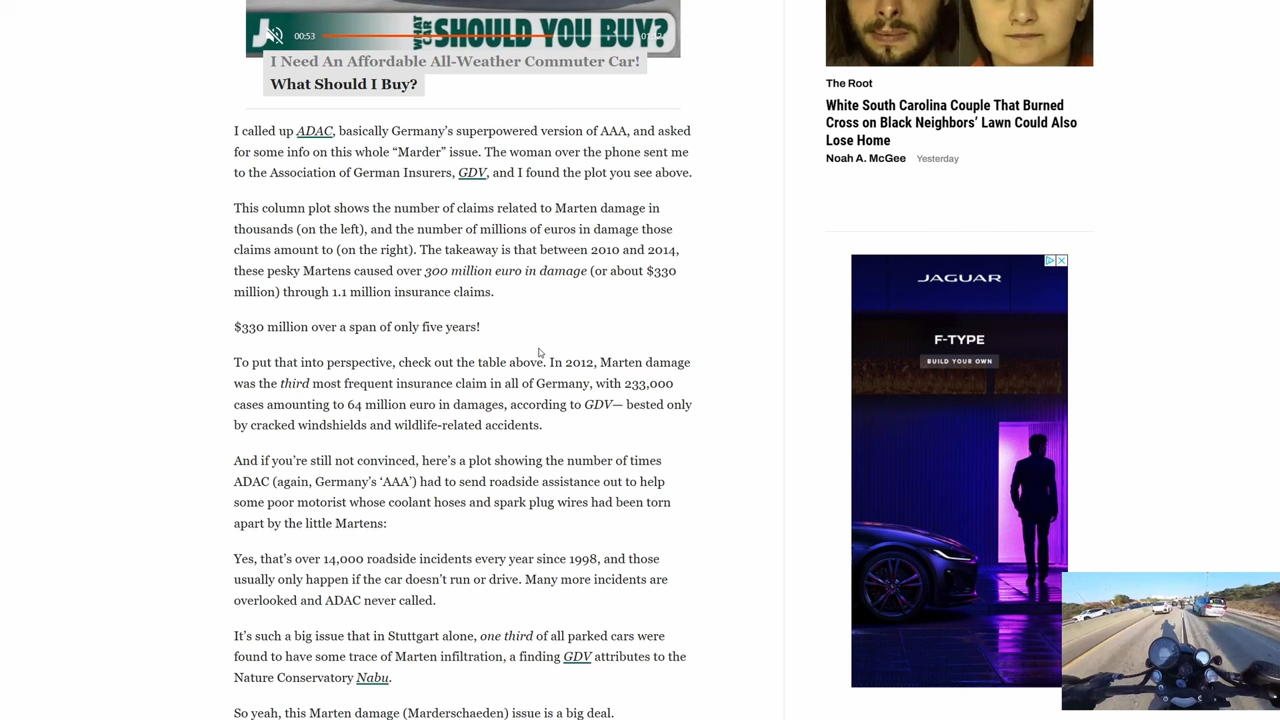 J
WHAT CAR
SHOULD YOU BUY?
00:53
I Need An Affordable All-Weather Commuter Car!
What Should I Buy?
I called up ADAC, basically Germany’s superpowered version of AAA, and asked
for some info on this whole “Marder” issue. The woman over the phone sent me
to the Association of German Insurers, GDV, and I found the plot you see above.
This column plot shows the number of claims related to Marten damage in
thousands (on the left), and the number of millions of euros in damage those
claims amount to (on the right). The takeaway is that between 2010 and 2014,
these pesky Martens caused over 300 million euro in damage (or about $330
million) through 1.1 million insurance claims.
$330 million over a span of only five years!
To put that into perspective, check out the table above. In 2012, Marten damage
was the third most frequent insurance claim in all of Germany, with 233,000
cases amounting to 64 million euro in damages, according to GDV— bested only
by cracked windshields and wildlife-related accidents.
And if you’re still not convinced, here’s a plot showing the number of times
ADAC (again, Germany’s ‘AAA’) had to send roadside assistance out to help
some poor motorist whose coolant hoses and spark plug wires had been torn
apart by the little Martens:
Yes, that’s over 14,000 roadside incidents every year since 1998, and those
usually only happen if the car doesn’t run or drive. Many more incidents are
overlooked and ADAC never called.
It’s such a big issue that in Stuttgart alone, one third of all parked cars were
found to have some trace of Marten infiltration, a finding GDV attributes to the
Nature Conservatory Nabu.
So yeah, this Marten damage (Marderschaeden) issue is a big deal.
The Root
White South Carolina Couple That Burned
Cross on Black Neighbors’ Lawn Could Also
Lose Home
Noah A. McGee Yesterday
JAGUAR
F-TYPE
BUILD YOUR OWN